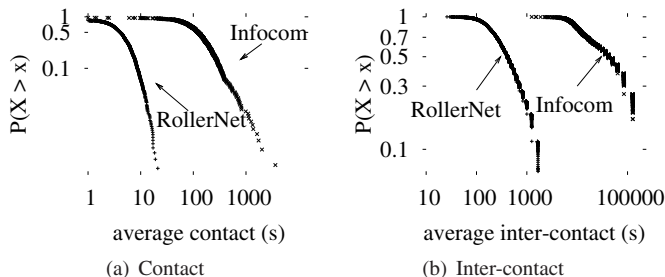 P(X > x)
1
0.5
0.1
Infocom
RollerNet
1 10 100 1000
average contact (s)
(a) Contact
P(X > x)
1
0.7
0.5
0.3
0.1
RollerNet
Infocom
10 100 1000 100000
average inter-contact (s)
(b) Inter-contact